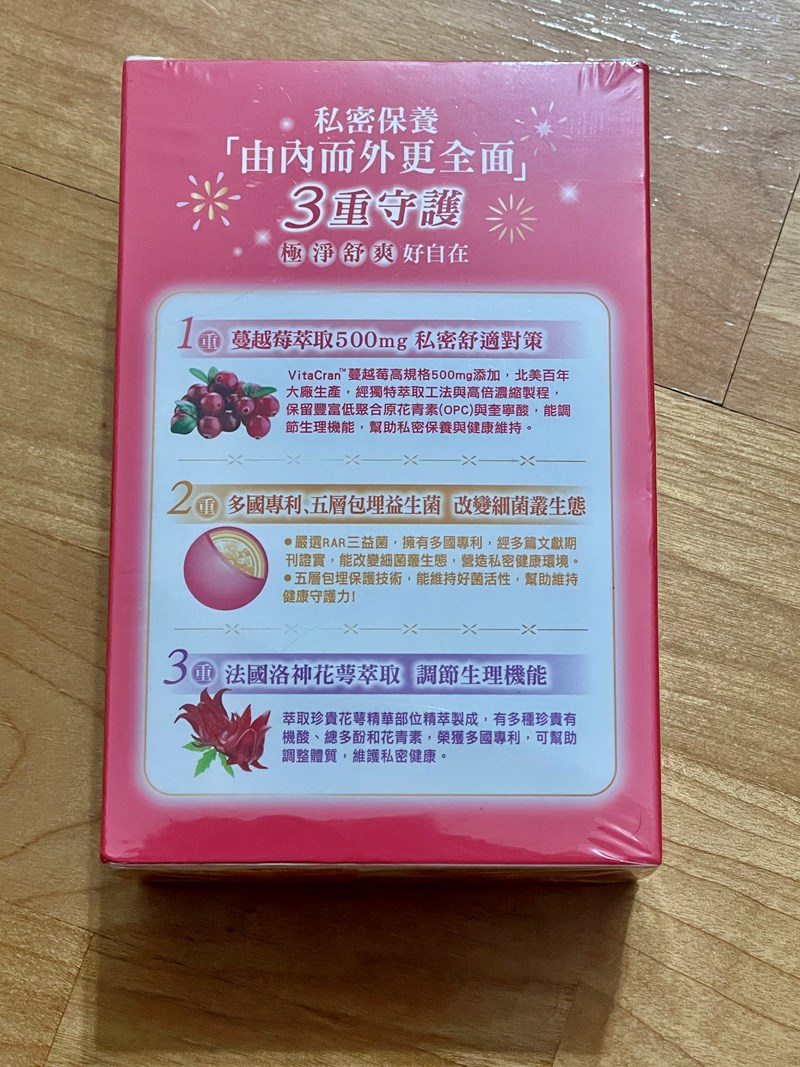 私密保養
「由內而外更全面」
3重守護
極淨舒爽好自在
1重 蔓越莓萃取500mg 私密舒適對策
VitaCran™蔓越莓高規格500mg添加，北美百年
大廠生產，經獨特萃取工法與高倍濃縮製程，
保留豐富低聚合原花青素(OPC)與奎寧酸，能調
節生理機能，幫助私密保養與健康維持。
2重 多國專利、五層包埋益生菌 改變細菌叢生態
●嚴選RAR三益菌，擁有多國專利，經多篇文獻期
刊證實，能改變細菌叢生態，營造私密健康環境。
●五層包埋保護技術，能維持好菌活性，幫助維持
健康守護力!
3重 法國洛神花萼萃取 調節生理機能
萃取珍貴花萼精華部位精萃製成，有多種珍貴有
機酸、總多酚和花青素，榮獲多國專利，可幫助
調整體質，維護私密健康。